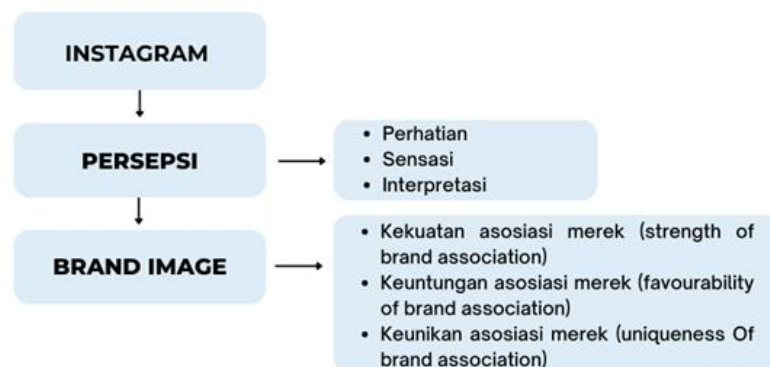 INSTAGRAM
PERSEPSI
• Perhatian
• Sensasi
• Interpretasi
BRAND IMAGE
• Kekuatan asosiasi merek (strength of
brand association)
• Keuntungan asosiasi merek (favourability
of brand association)
• Keunikan asosiasi merek (uniqueness Of
brand association)